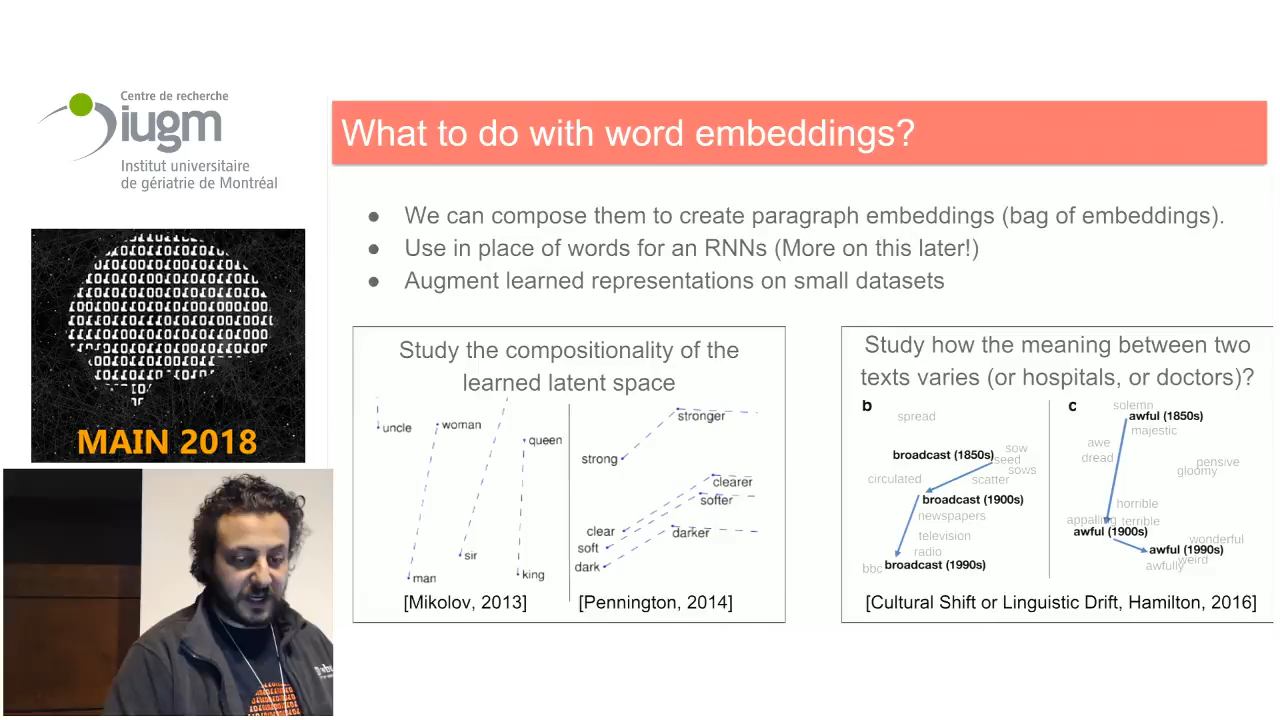 Centre de recherche
iugm
Institut universitaire
de gériatrie de Montréal
MAIN 2018
What to do with word embeddings?
● We can compose them to create paragraph embeddings (bag of embeddings).
● Use in place of words for an RNNs (More on this later!)
● Augment learned representations on small datasets
Study the compositionality of the
learned latent space
uncle
woman
queen
sir
man
king
[Mikolov, 2013]
stronger
strong
clearer
softer
clear
soft
darker
dark
[Pennington, 2014]
Study how the meaning between two
texts varies (or hospitals, or doctors)?
b
spread
broadcast (1850s)
sow
seed
sows
circulated
scatter
broadcast (1900s)
newspapers
television
radio
bbc
broadcast (1990s)
c
solemn
awful (1850s)
majestic
awe
dread
pensive
gloomy
horrible
appalling
terrible
awful (1900s)
wonderful
awful (1990s)
weird
awfully
[Cultural Shift or Linguistic Drift, Hamilton, 2016]